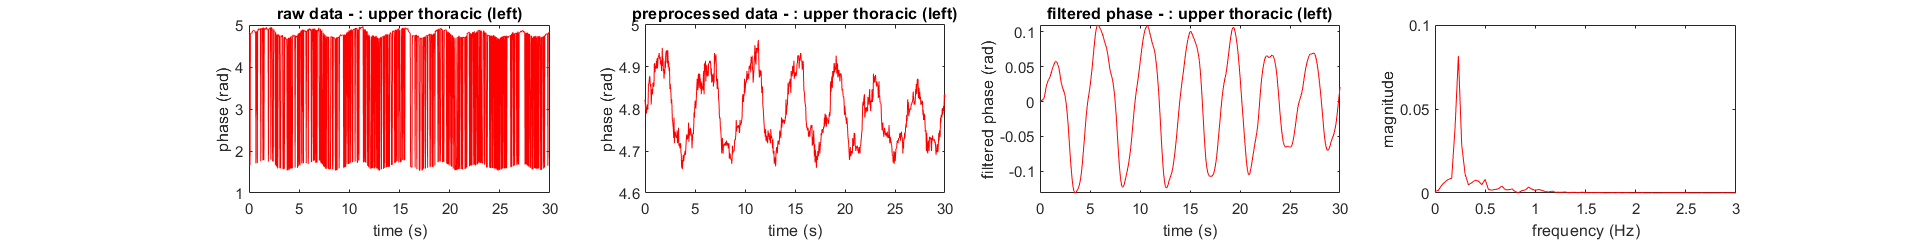 raw data - : upper thoracic (left)
5
4
3
2
1
phase (rad)
0 5 10 15 20 25 30
time (s)
preprocessed data - : upper thoracic (left)
5
4.9
4.8
4.7
4.6
phase (rad)
0 5 10 15 20 25 30
time (s)
filtered phase - : upper thoracic (left)
0.1
0.05
0
-0.05
-0.1
filtered phase (rad)
0 5 10 15 20 25 30
time (s)
0.1
0.05
0
magnitude
0 0.5 1 1.5 2 2.5 3
frequency (Hz)